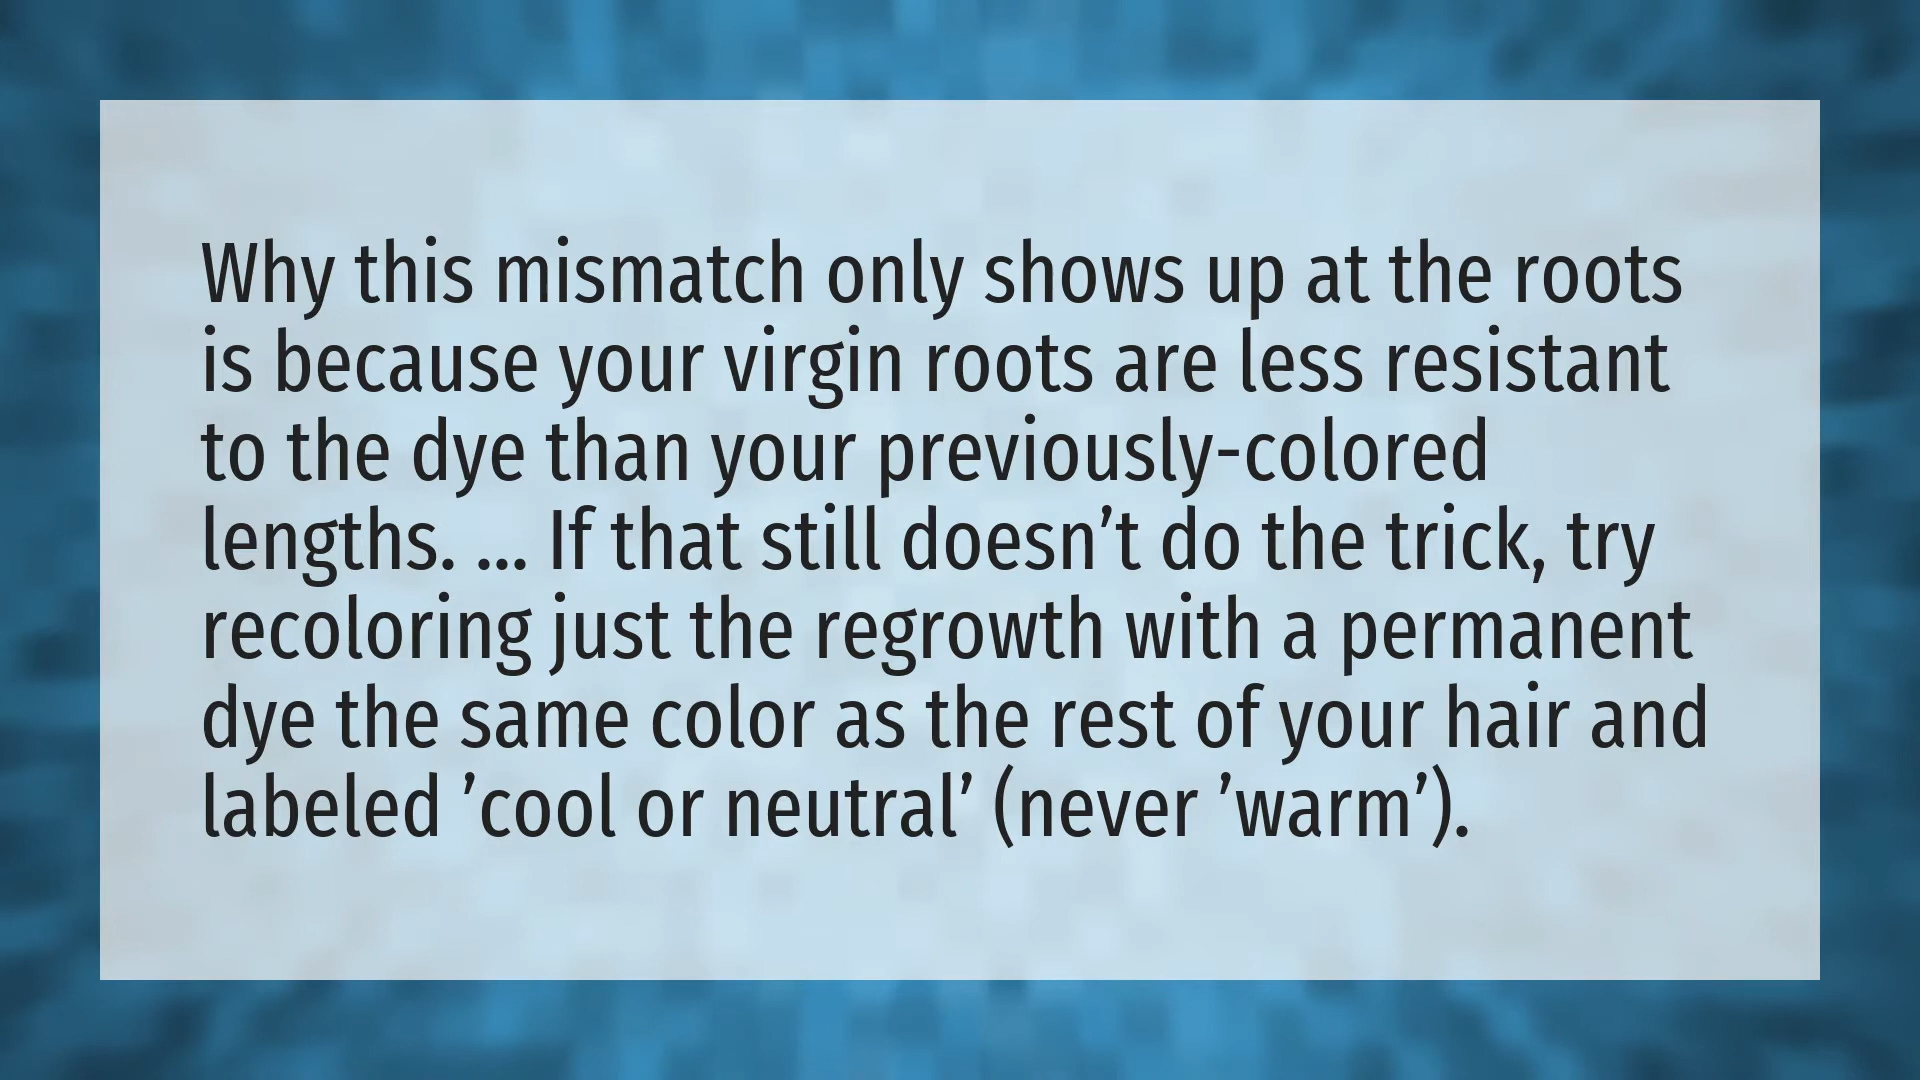 Why this mismatch only shows up at the roots
is because your virgin roots are less resistant
to the dye than your previously-colored
lengths. ... If that still doesn’t do the trick, try
recoloring just the regrowth with a permanent
dye the same color as the rest of your hair and
labeled ’cool or neutral’ (never ’warm’).